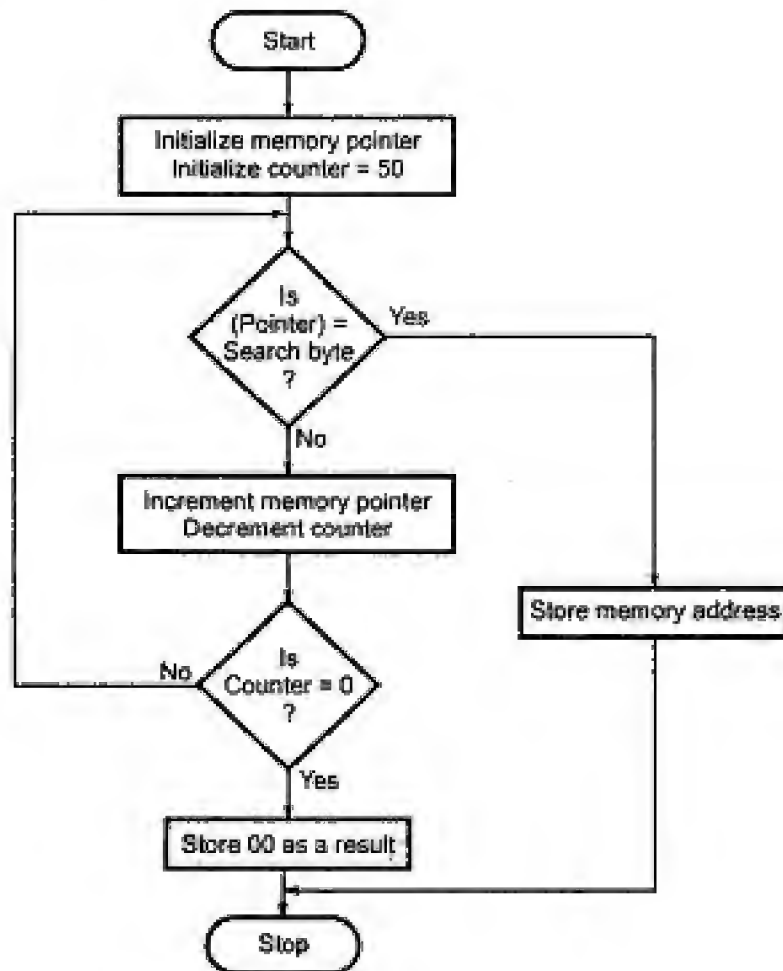 Start
Initialize memory pointer
Initialize counter = 50
Is
(Pointer) =
Search byte
?
Yes
No
Increment memory pointer
Decrement counter
Store memory address
Is
Counter = 0
?
No
Yes
Store 00 as a result
Stop